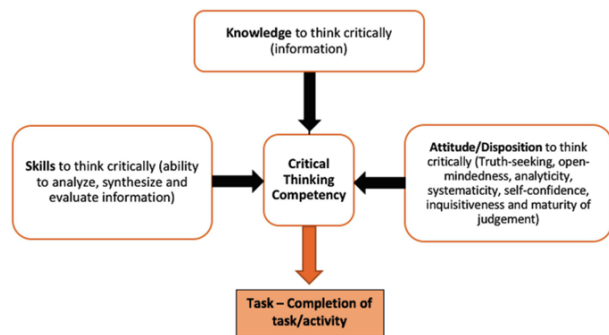 Knowledge to think critically
(information)
Skills to think critically (ability
to analyze, synthesize and
evaluate information)
Critical
Thinking
Competency
Attitude/Disposition to think
critically (Truth-seeking, open-
mindedness, analyticity,
systematicity, self-confidence,
inquisitiveness and maturity of
judgement)
Task – Completion of
task/activity